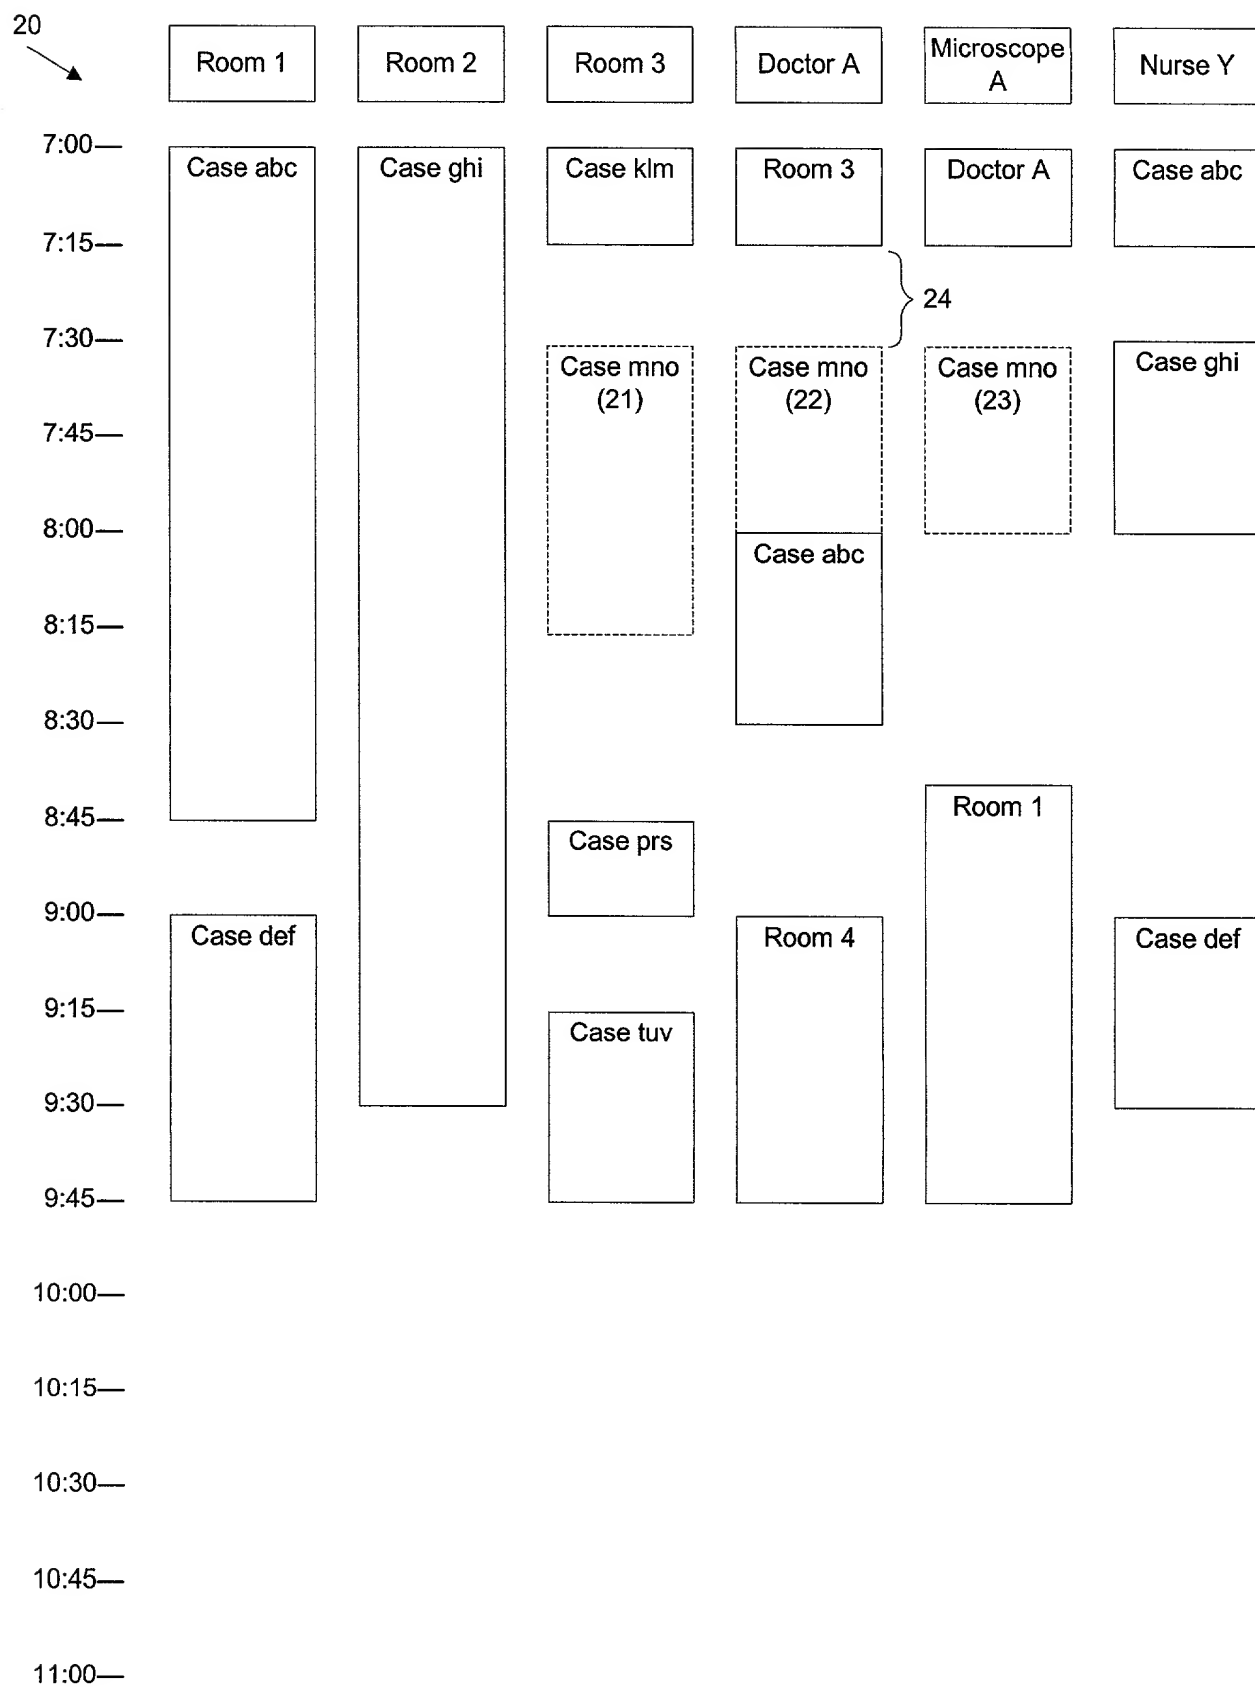 20
Room 1
Room 2
Room 3
Doctor A
Microscope
A
Nurse Y
7:00
Case abc
Case ghi
Case klm
Room 3
Doctor A
Case abc
7:15
24
7:30
Case mno
(21)
Case mno
(22)
Case mno
(23)
Case ghi
7:45
8:00
Case abc
8:15
8:30
Room 1
8:45
Case prs
9:00
Case def
Room 4
Case def
9:15
Case tuv
9:30
9:45
10:00
10:15
10:30
10:45
11:00